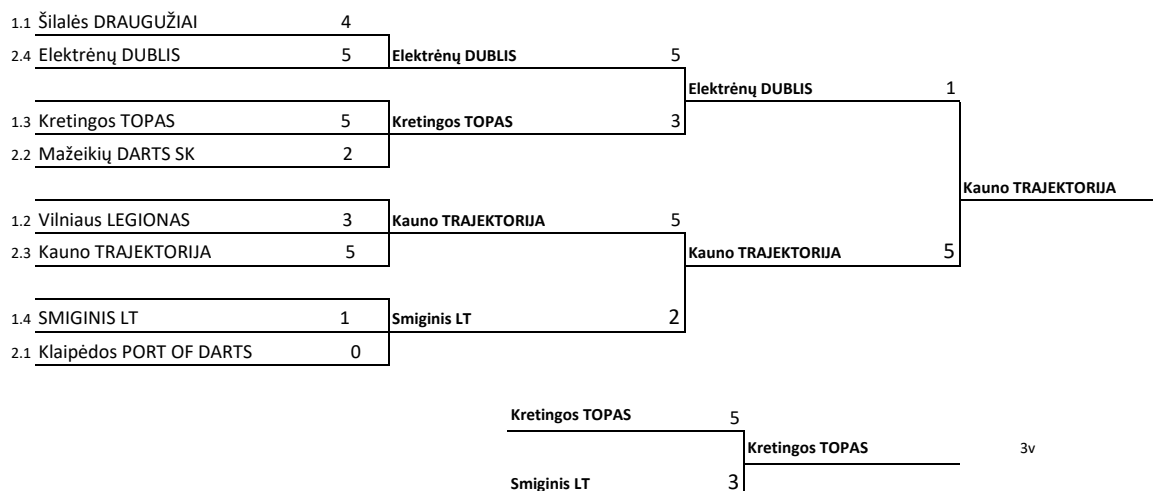 1.1 Šilalės DRAUGUŽIAI 4
2.4 Elektrėnų DUBLIS 5 Elektrėnų DUBLIS 5
Elektrėnų DUBLIS 1
1.3 Kretingos TOPAS 5 Kretingos TOPAS 3
2.2 Mažeikių DARTS SK 2
Kauno TRAJEKTORIJA
1.2 Vilniaus LEGIONAS 3 Kauno TRAJEKTORIJA 5
2.3 Kauno TRAJEKTORIJA 5 Kauno TRAJEKTORIJA 5
1.4 SMIGINIS LT 1 Smiginis LT 2
2.1 Klaipėdos PORT OF DARTS 0
Kretingos TOPAS 5
Kretingos TOPAS 3v
Smiginis LT 3